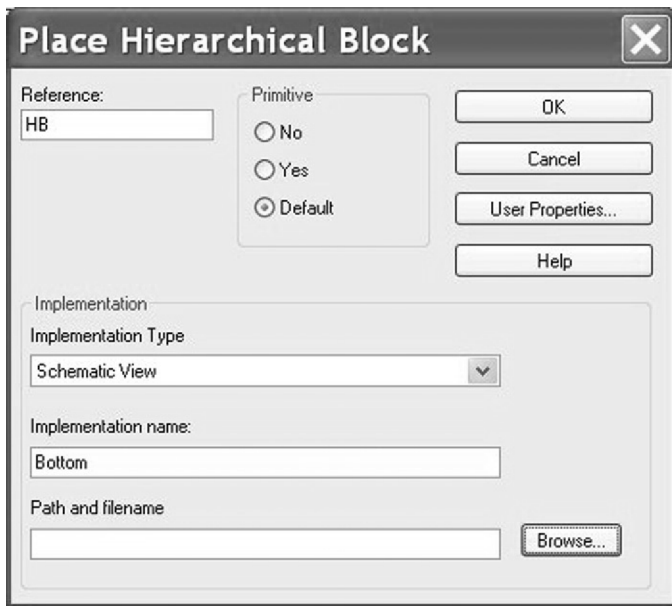 Place Hierarchical Block
Reference:
HB
Primitive
No
Yes
Default
OK
Cancel
User Properties...
Help
Implementation
Implementation Type
Schematic View
Implementation name:
Bottom
Path and filename
Browse...